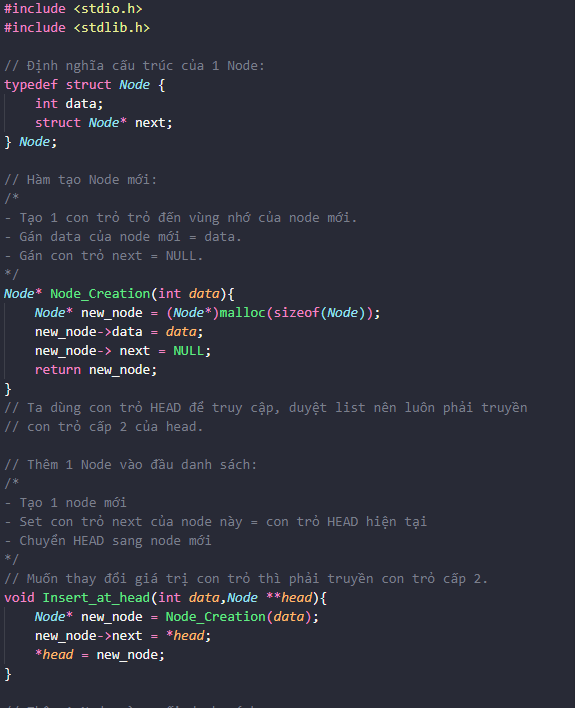 #include <stdio.h>
#include <stdlib.h>
// Định nghĩa cấu trúc của 1 Node:
typedef struct Node {
    int data;
    struct Node* next;
} Node;
// Hàm tạo Node mới:
/*
- Tạo 1 con trỏ trỏ đến vùng nhớ của node mới.
- Gán data của node mới = data.
- Gán con trỏ next = NULL.
*/
Node* Node_Creation(int data){
    Node* new_node = (Node*)malloc(sizeof(Node));
    new_node->data = data;
    new_node-> next = NULL;
    return new_node;
}
// Ta dùng con trỏ HEAD để truy cập, duyệt list nên luôn phải truyền
// con trỏ cấp 2 của head.
// Thêm 1 Node vào đầu danh sách:
/*
- Tạo 1 node mới
- Set con trỏ next của node này = con trỏ HEAD hiện tại
- Chuyển HEAD sang node mới
*/
// Muốn thay đổi giá trị con trỏ thì phải truyền con trỏ cấp 2.
void Insert_at_head(int data,Node **head){
    Node* new_node = Node_Creation(data);
    new_node->next = *head;
    *head = new_node;
}